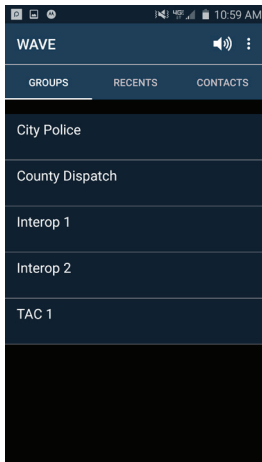 10:59 AM
WAVE
GROUPS RECENTS CONTACTS
City Police
County Dispatch
Interop 1
Interop 2
TAC 1